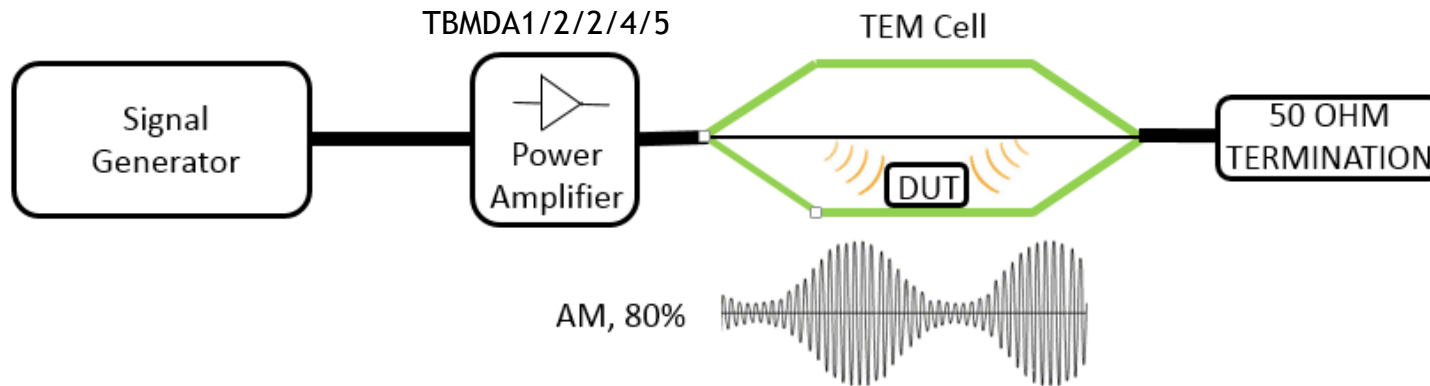 TBMDA1/2/2/4/5
TEM Cell
Signal
Generator
Power
Amplifier
DUT
50 OHM
TERMINATION
AM, 80%